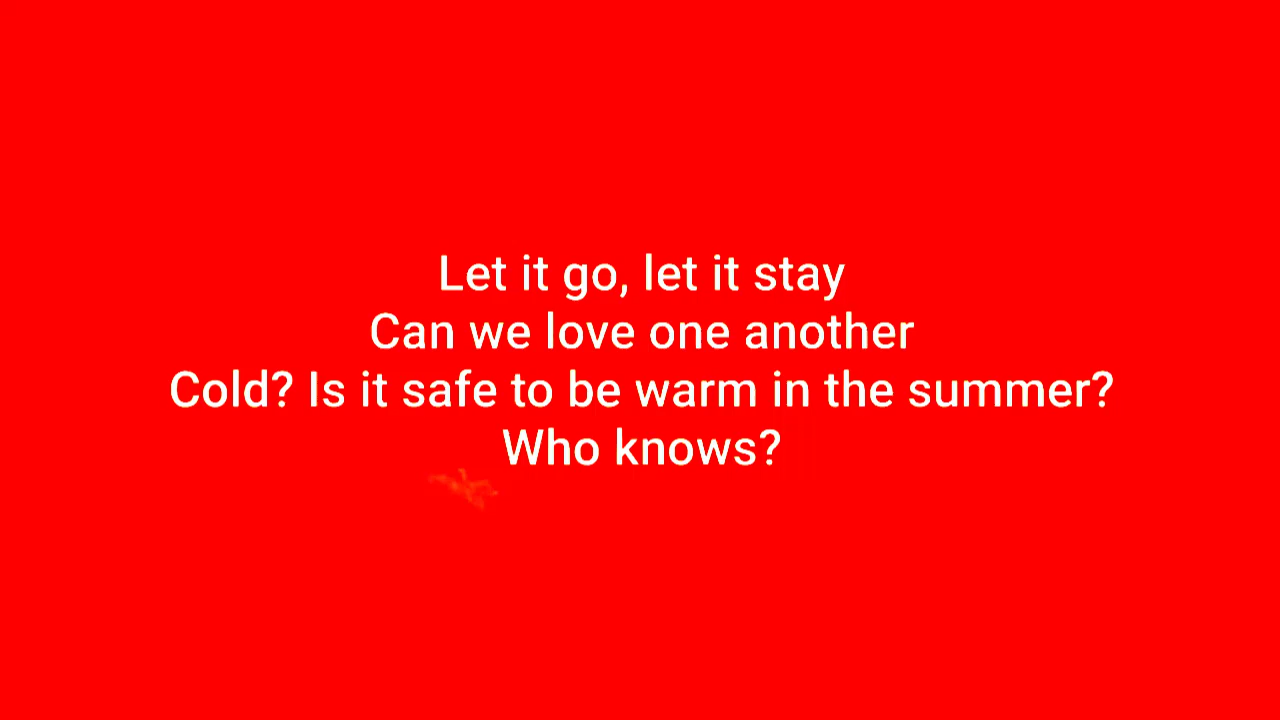 Let it go, let it stay
Can we love one another
Cold? Is it safe to be warm in the summer?
Who knows?